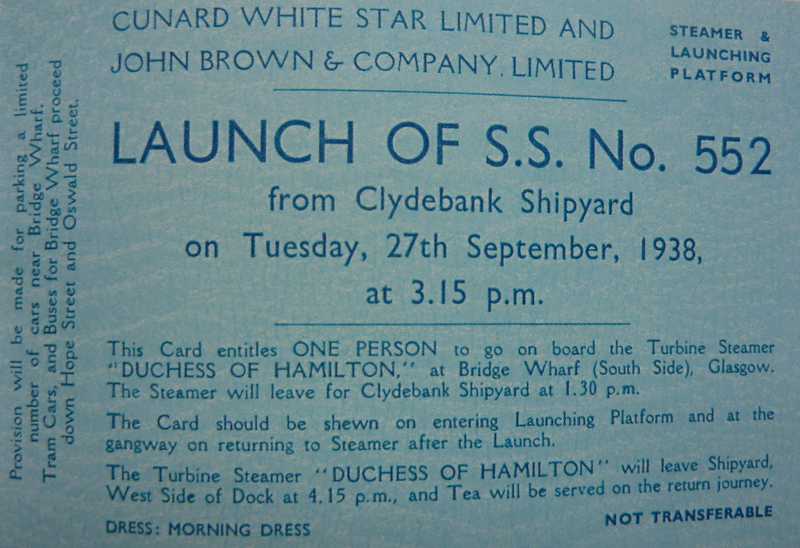 CUNARD WHITE STAR LIMITED AND
JOHN BROWN & COMPANY. LIMITED
STEAMER &
LAUNCHING
PLATFORM
LAUNCH OF S.S. No. 552
from Clydebank Shipyard
on Tuesday, 27th September, 1938,
at 3.15 p.m.
This Card entitles ONE PERSON to go on board the Turbine Steamer
"DUCHESS OF HAMILTON," at Bridge Wharf (South Side), Glasgow.
The Steamer will leave for Clydebank Shipyard at 1.30 p.m.
The Card should be shewn on entering Launching Platform and at the
gangway on returning to Steamer after the Launch.
The Turbine Steamer "DUCHESS OF HAMILTON" will leave Shipyard,
West Side of Dock at 4.15 p.m., and Tea will be served on the return journey.
DRESS: MORNING DRESS
NOT TRANSFERABLE
Provision will be made for parking a limited
number of cars near Bridge Wharf.
Tram Cars, and Buses for Bridge Wharf proceed
down Hope Street and Oswald Street.